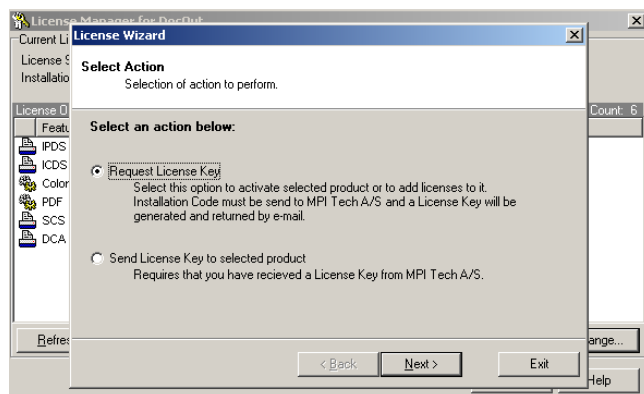 License Manager for DocOut
License Wizard
Current Li
License S
Installatio
Select Action
Selection of action to perform.
License O
Count: 6
Featu
IPDS
ICDS
Color
PDF
SCS
DCA
Select an action below:
Request License Key
Select this option to activate selected product or to add licenses to it.
Installation Code must be send to MPI Tech A/S and a License Key will be
generated and returned by e-mail.
Send License Key to selected product
Requires that you have recieved a License Key from MPI Tech A/S.
Refres
ange...
< Back
Next >
Exit
Help